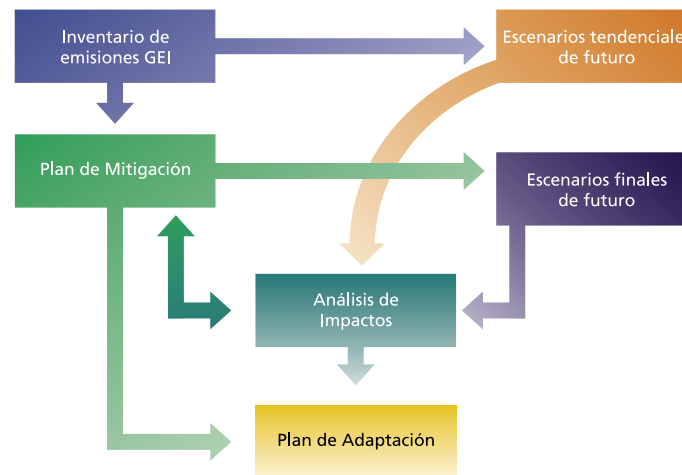 Inventario de
emisiones GEI
Escenarios tendenciales
de futuro
Plan de Mitigación
Escenarios finales
de futuro
Análisis de
Impactos
Plan de Adaptación